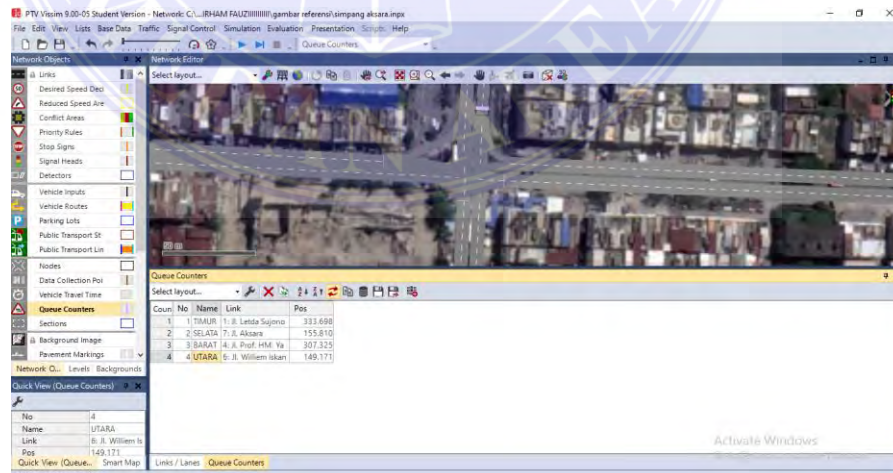 PTV Vissim 9.00-05 Student Version - Network: C:\...IRHAM FAUZIIIIIIIIII\gambar referensi\simpang aksara.inpx
File Edit View Lists Base Data Traffic Signal Control Simulation Evaluation Presentation Scripts Help
Queue Counters
Network Objects
Network Editor
Select layout...
Links
Desired Speed Deci
Reduced Speed Are
Conflict Areas
Priority Rules
Stop Signs
Signal Heads
Detectors
Vehicle Inputs
Vehicle Routes
Parking Lots
Public Transport St
Public Transport Lin
Nodes
Data Collection Poi
Vehicle Travel Time
Queue Counters
Sections
Background Image
Pavement Markings
Network O... Levels Backgrounds
50 m
Queue Counters
Select layout...
Coun No Name Link Pos
1 1 TIMUR 1: Jl. Letda Sujono 333.698
2 2 SELATA 7: Jl. Aksara 155.810
3 3 BARAT 4: Jl. Prof. HM. Ya 307.325
4 4 UTARA 6: Jl. Williem Iskan 149.171
Quick View (Queue Counters)
No 4
Name UTARA
Link 6: Jl. Williem Is
Pos 149.171
Quick View (Queue... Smart Map
Links / Lanes Queue Counters
Activate Windows